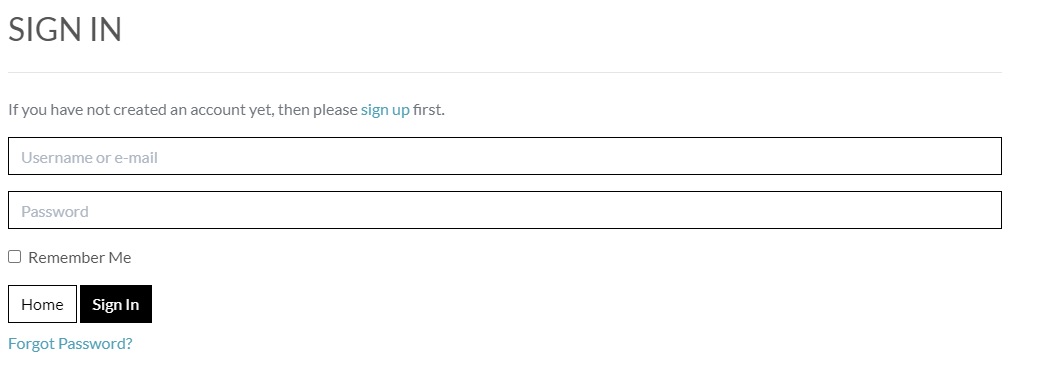 SIGN IN
If you have not created an account yet, then please sign up first.
Username or e-mail
Password
Remember Me
Home Sign In
Forgot Password?